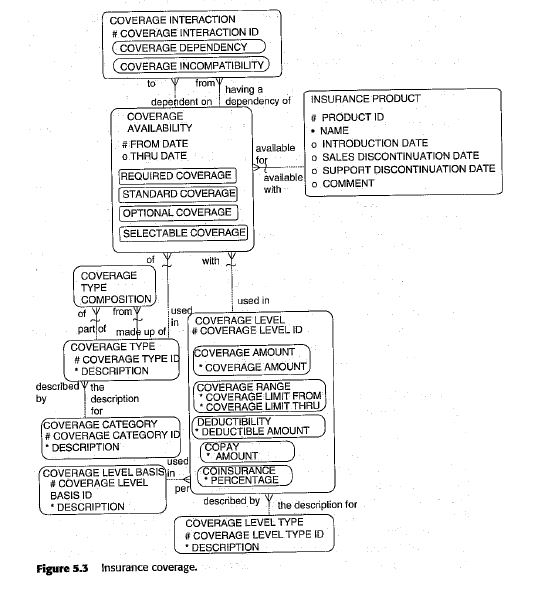 COVERAGE INTERACTION
# COVERAGE INTERACTION ID
COVERAGE DEPENDENCY
COVERAGE INCOMPATIBILITY
to
from
having a
dependency of
dependent on
COVERAGE
AVAILABILITY
# FROM DATE
o THRU DATE
REQUIRED COVERAGE
STANDARD COVERAGE
OPTIONAL COVERAGE
SELECTABLE COVERAGE
available
for
available
with
INSURANCE PRODUCT
# PRODUCT ID
* NAME
o INTRODUCTION DATE
o SALES DISCONTINUATION DATE
o SUPPORT DISCONTINUATION DATE
o COMMENT
of
with
COVERAGE
TYPE
COMPOSITION
of
from
part of
made up of
used
in
used in
COVERAGE TYPE
# COVERAGE TYPE ID
* DESCRIPTION
described
by
the
description
for
COVERAGE CATEGORY
# COVERAGE CATEGORY ID
* DESCRIPTION
COVERAGE LEVEL
# COVERAGE LEVEL ID
COVERAGE AMOUNT
* COVERAGE AMOUNT
COVERAGE RANGE
* COVERAGE LIMIT FROM
* COVERAGE LIMIT THRU
DEDUCTIBILITY
* DEDUCTIBLE AMOUNT
COPAY
* AMOUNT
COINSURANCE
* PERCENTAGE
COVERAGE LEVEL BASIS
# COVERAGE LEVEL
BASIS ID
* DESCRIPTION
used
in
per
described by
the description for
COVERAGE LEVEL TYPE
# COVERAGE LEVEL TYPE ID
* DESCRIPTION
Figure 5.3 Insurance coverage.